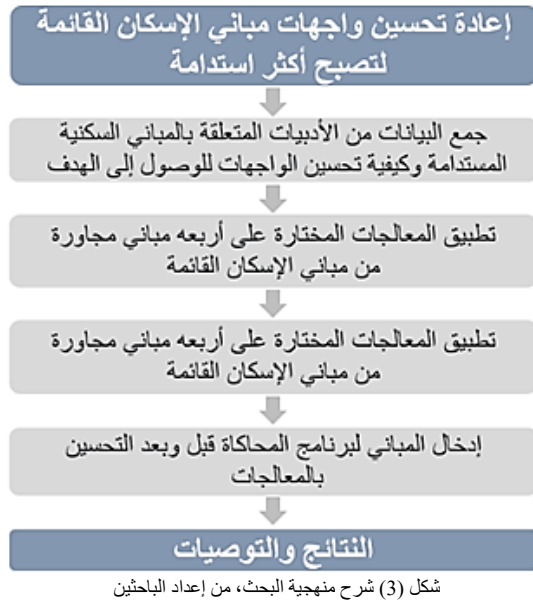 إعادة تحسين واجهات مباني الإسكان القائمة
لتصبح أكثر استدامة
جمع البيانات من الأدبيات المتعلقة بالمباني السكنية
المستدامة وكيفية تحسين الواجهات للوصول إلى الهدف
تطبيق المعالجات المختارة على أربعه مباني مجاورة
من مباني الإسكان القائمة
تطبيق المعالجات المختارة على أربعه مباني مجاورة
من مباني الإسكان القائمة
إدخال المباني لبرنامج المحاكاة قبل وبعد التحسين
بالمعالجات
النتائج والتوصيات
شكل (3) شرح منهجية البحث، من إعداد الباحثين